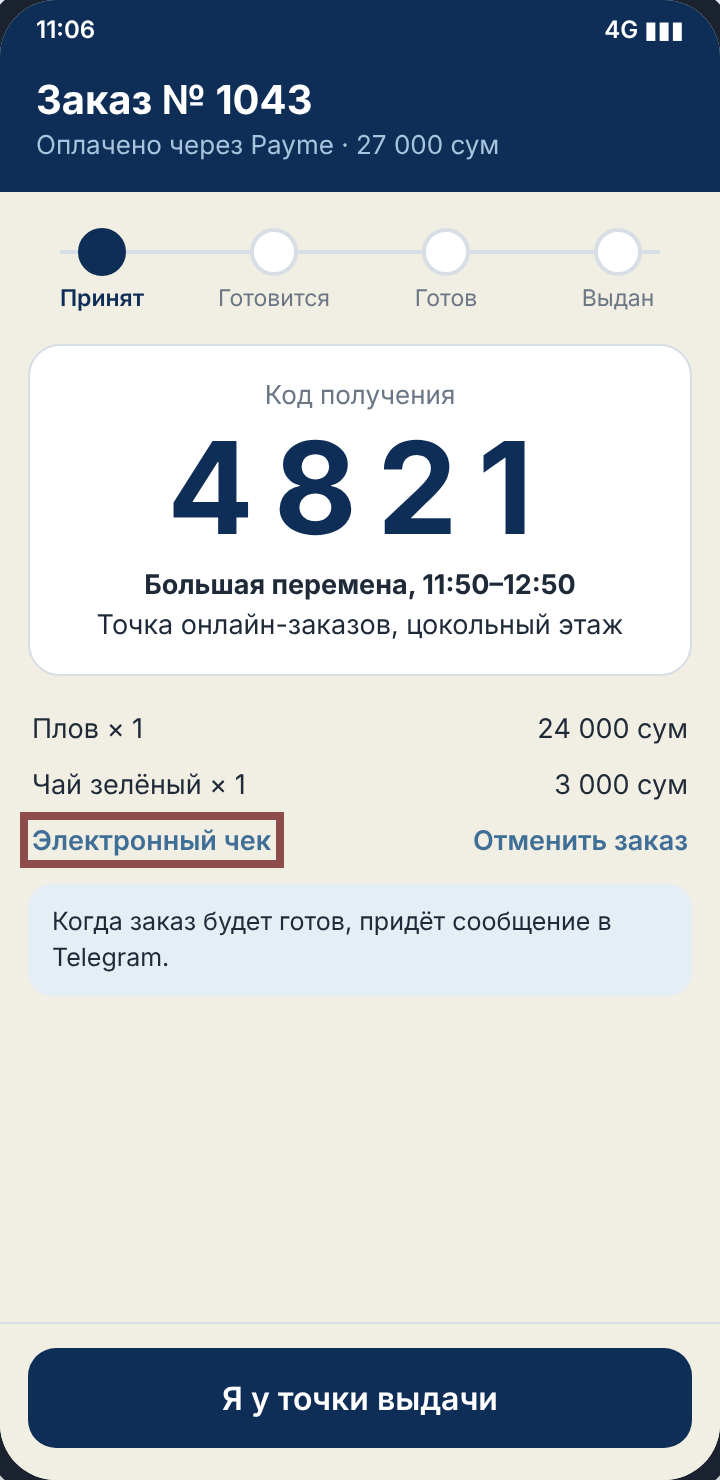 11:06 4G
Заказ № 1043
Оплачено через Payme · 27 000 сум
Принят Готовится Готов Выдан
Код получения
4821
Большая перемена, 11:50–12:50
Точка онлайн-заказов, цокольный этаж
Плов × 1 24 000 сум
Чай зелёный × 1 3 000 сум
Электронный чек Отменить заказ
Когда заказ будет готов, придёт сообщение в
Telegram.
Я у точки выдачи